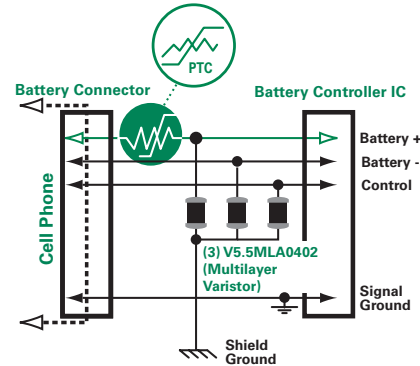 PTC
Battery Connector
Battery Controller IC
Battery +
Battery -
Control
Cell Phone
(3) V5.5MLA0402
(Multilayer
Varistor)
Signal
Ground
Shield
Ground